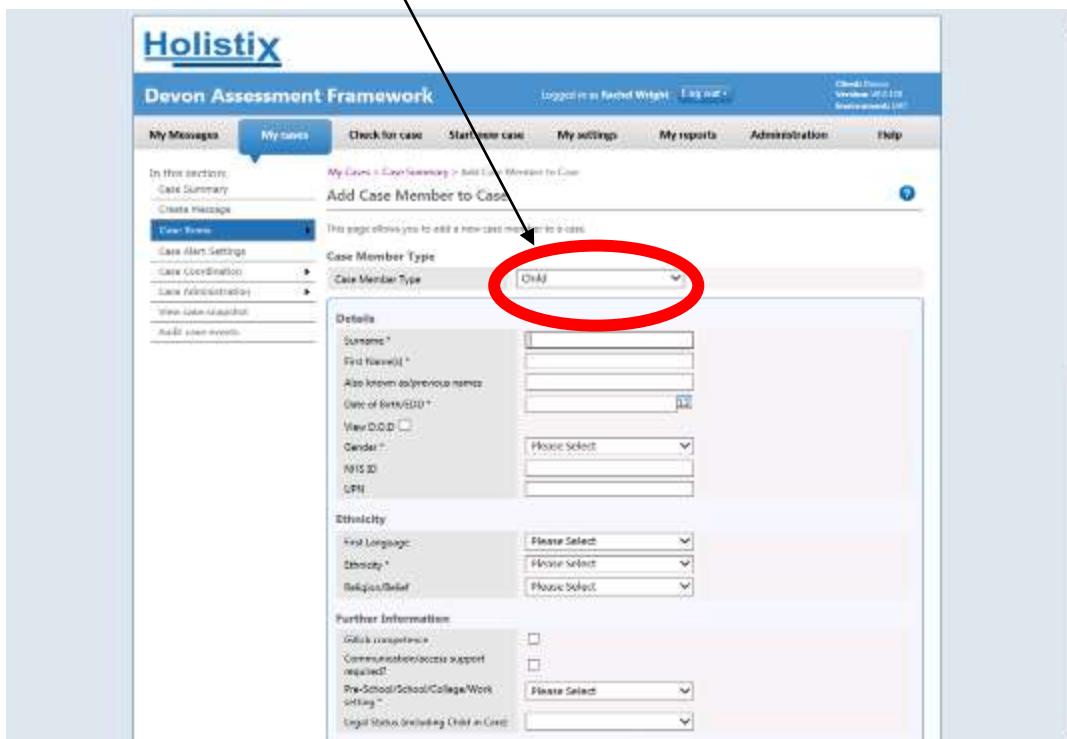 Holistix
Devon Assessment Framework
Logged in as Rachel Wright Log out
Client: Devon
My Messages My cases Check for case Start new case My settings My reports Administration Help
In this section:
Case Summary
Create Message
Case Items
Case Alert Settings
Case Coordination
Case Administration
View case snapshot
Audit case events
My Cases > Case Summary > Add Case Member to Case
Add Case Member to Case
This page allows you to add a new case member to a case.
Case Member Type
Case Member Type Child
Details
Surname *
First Name(s) *
Also known as/previous names
Date of Birth/EDD *
View D.O.D
Gender * Please Select
NHS ID
UPN
Ethnicity
First Language Please Select
Ethnicity * Please Select
Religion/Belief Please Select
Further Information
Gillick competence
Communication/access support
required?
Pre-School/School/College/Work
setting * Please Select
Legal Status (including Child in Care)